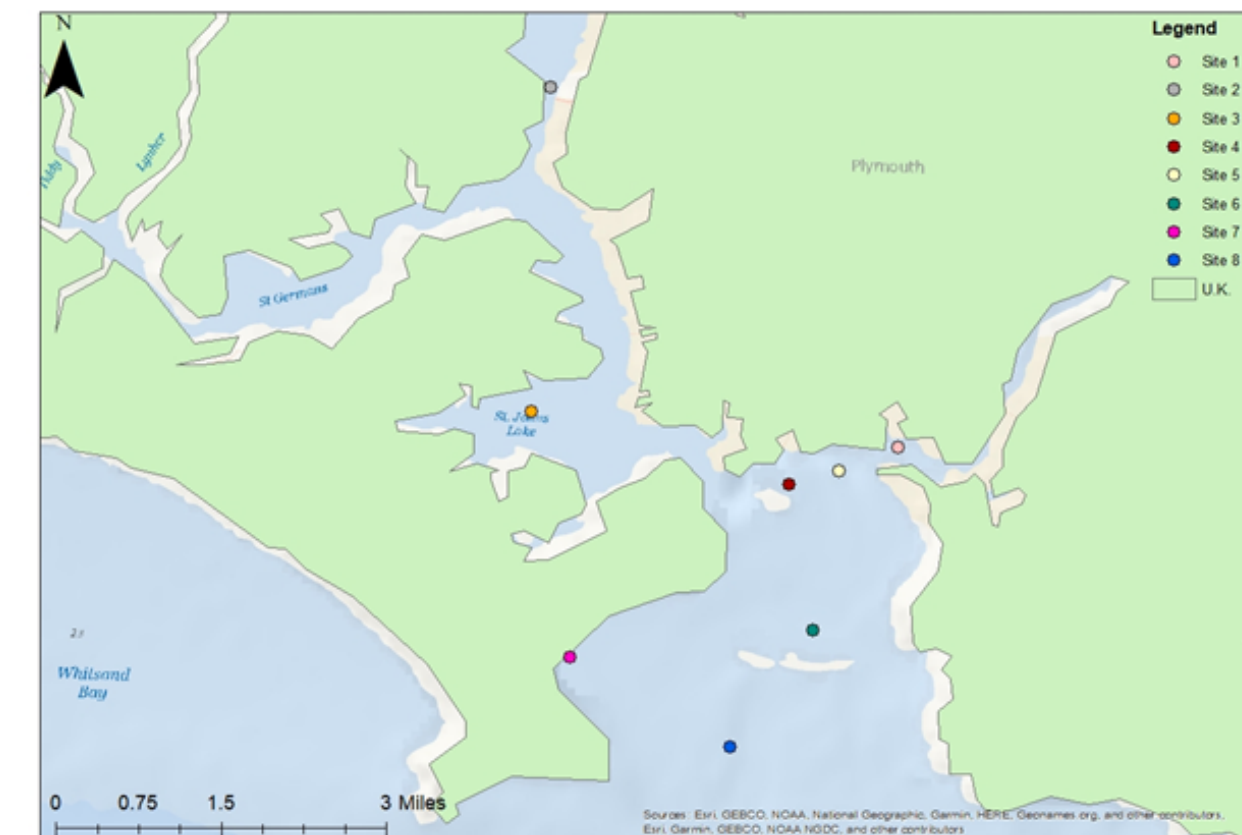 N
Legend
Site 1
Site 2
Site 3
Site 4
Site 5
Site 6
Site 7
Site 8
U.K.
Lynher
Plymouth
St Germans
St. Johns
Lake
Whitsand
Bay
0 0.75 1.5 3 Miles
Sources: Esri, GEBCO, NOAA, National Geographic, Garmin, HERE, Geonames.org, and other contributors,
Esri, Garmin, GEBCO, NOAA NGDC, and other contributors